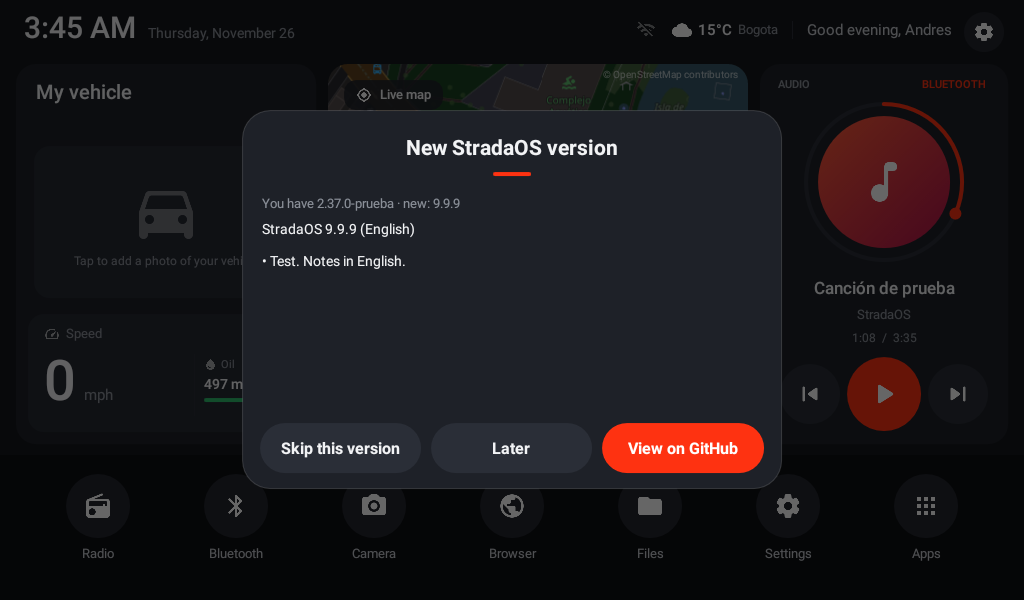 3:45 AM Thursday, November 26
15°C Bogota
Good evening, Andres
My vehicle
Tap to add a photo of your vehi
Speed
0 mph
Oil
497 m
Live map
© OpenStreetMap contributors
Complejo
New StradaOS version
You have 2.37.0-prueba · new: 9.9.9
StradaOS 9.9.9 (English)
• Test. Notes in English.
Skip this version
Later
View on GitHub
AUDIO BLUETOOTH
Canción de prueba
StradaOS
1:08 / 3:35
Radio
Bluetooth
Camera
Browser
Files
Settings
Apps